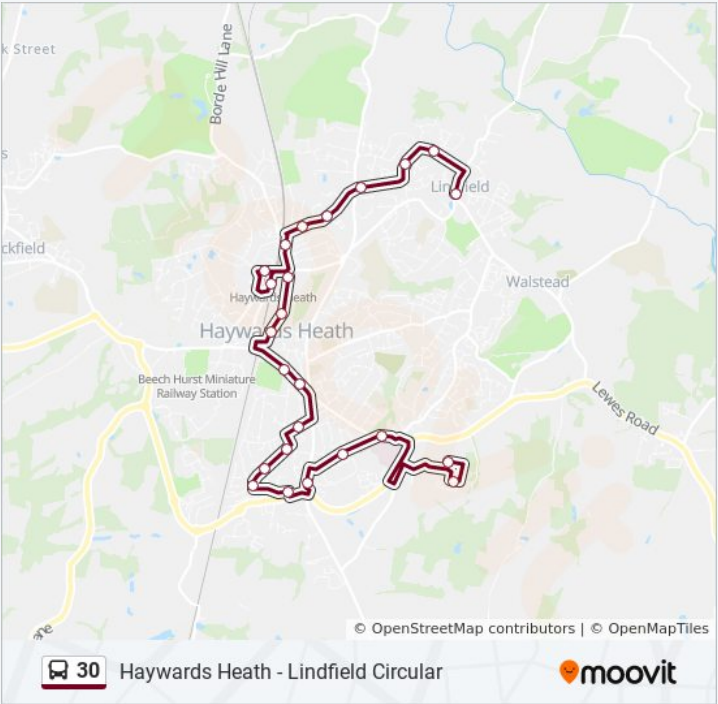 k Street
Borde Hill Lane
s
Lindfield
ckfield
Walstead
Haywards Heath
Haywards Heath
Beech Hurst Miniature
Railway Station
Lewes Road
ane
© OpenStreetMap contributors | © OpenMapTiles
30 Haywards Heath - Lindfield Circular
moovit